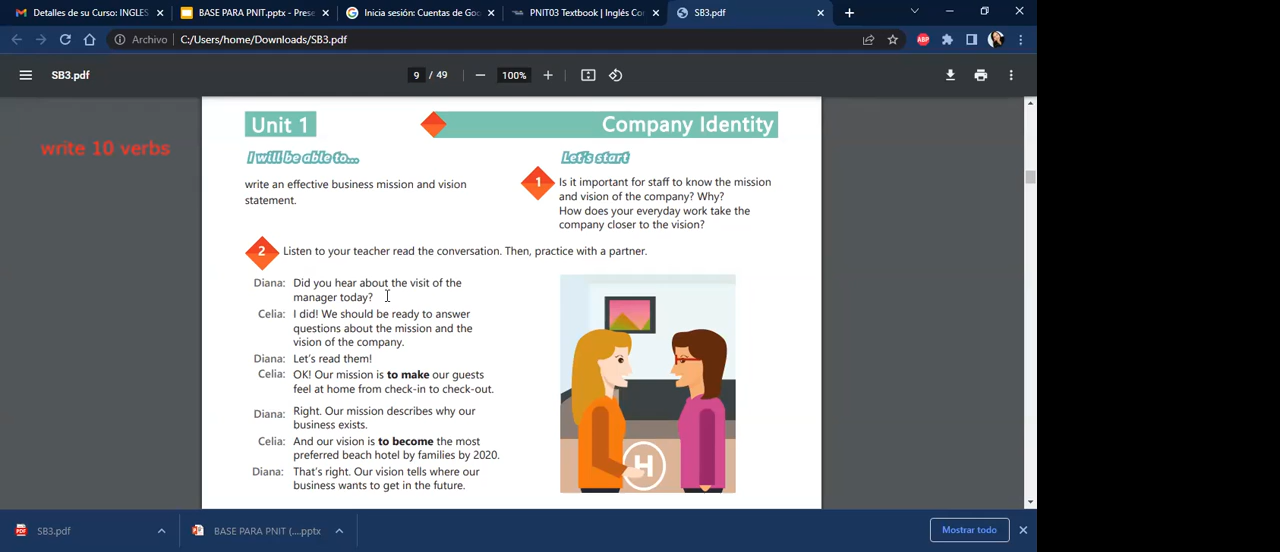 Detalles de su Curso: INGLES
BASE PARA PNIT.pptx - Prese
Inicia sesión: Cuentas de Goo
PNIT03 Textbook | Inglés Co
SB3.pdf
Archivo C:/Users/home/Downloads/SB3.pdf
ABP
SB3.pdf
9 / 49
100%
write 10 verbs
Unit 1
Company Identity
I will be able to...
write an effective business mission and vision
statement.
Let's start
1 Is it important for staff to know the mission
and vision of the company? Why?
How does your everyday work take the
company closer to the vision?
2 Listen to your teacher read the conversation. Then, practice with a partner.
Diana: Did you hear about the visit of the
manager today?
Celia: I did! We should be ready to answer
questions about the mission and the
vision of the company.
Diana: Let's read them!
Celia: OK! Our mission is to make our guests
feel at home from check-in to check-out.
Diana: Right. Our mission describes why our
business exists.
Celia: And our vision is to become the most
preferred beach hotel by families by 2020.
Diana: That's right. Our vision tells where our
business wants to get in the future.
H
SB3.pdf
BASE PARA PNIT (....pptx
Mostrar todo